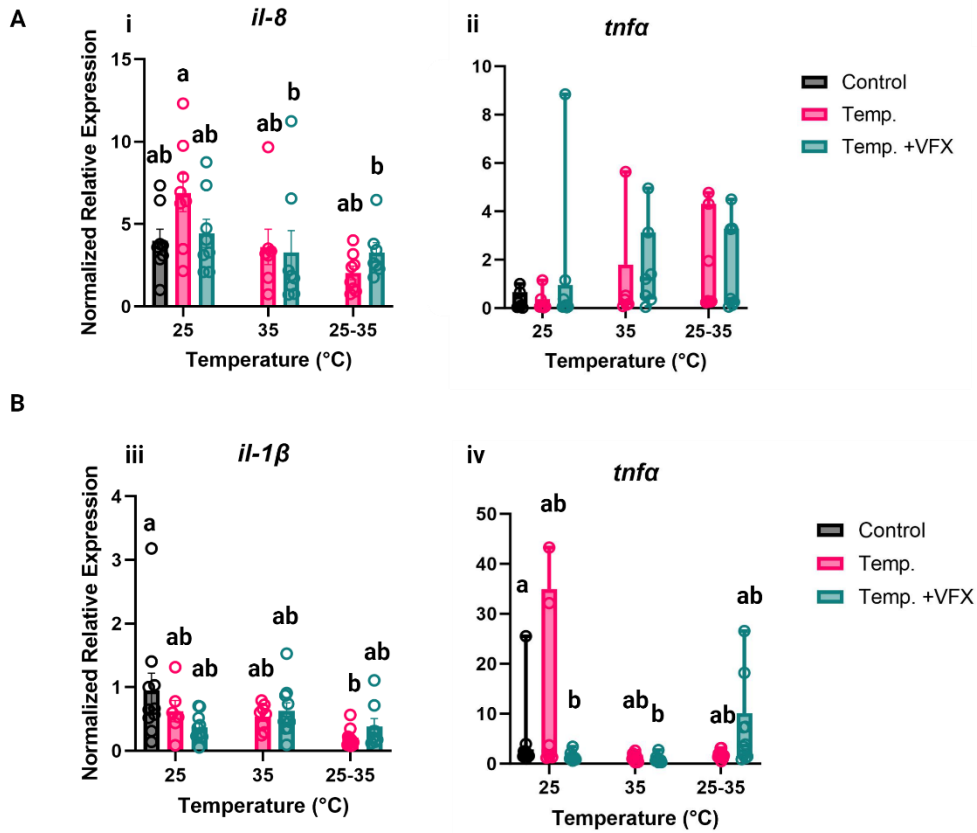 A
i
il-8
Normalized Relative Expression
15
10
5
0
ab
a
ab
ab
b
ab
b
25
35
25-35
Temperature (°C)
ii
tnfα
10
8
6
4
2
0
25
35
25-35
Temperature (°C)
Control
Temp.
Temp. +VFX
B
iii
il-1β
Normalized Relative Expression
4
3
2
1
0
a
ab
ab
ab
ab
b
ab
25
35
25-35
Temperature (°C)
iv
tnfα
50
40
30
20
10
0
a
ab
b
ab
b
ab
ab
25
35
25-35
Temperature (°C)
Control
Temp.
Temp. +VFX